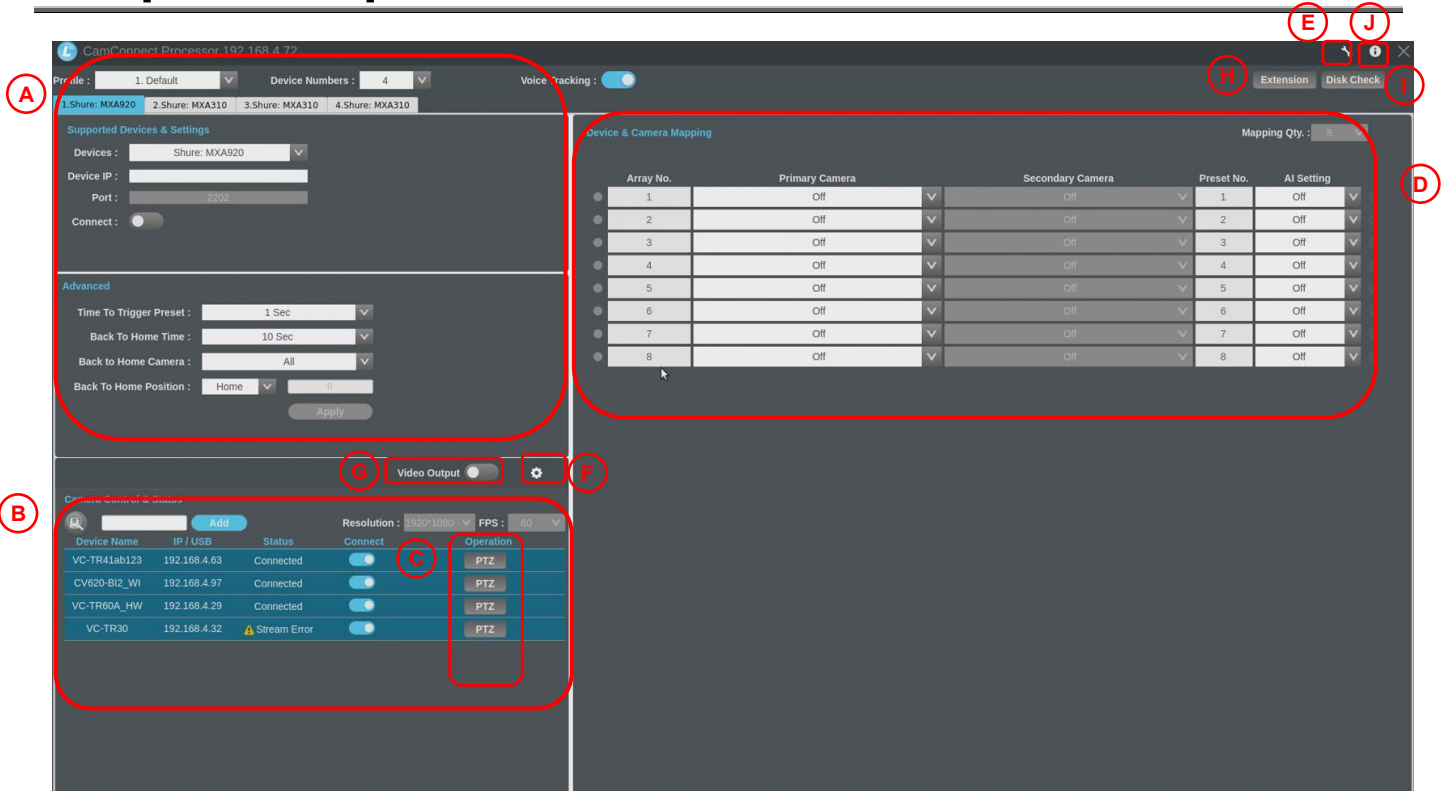 E J
CamConnect Processor 192.168.4.72
A
Profile : 1. Default Device Numbers : 4 Voice Tracking : H Extension Disk Check I
1.Shure: MXA920 2.Shure: MXA310 3.Shure: MXA310 4.Shure: MXA310
Supported Devices & Settings
Devices : Shure: MXA920
Device IP :
Port : 2202
Connect :
Advanced
Time To Trigger Preset : 1 Sec
Back To Home Time : 10 Sec
Back to Home Camera : All
Back To Home Position : Home 0
Apply
Device & Camera Mapping Mapping Qty. : 8
D
Array No. Primary Camera Secondary Camera Preset No. AI Setting
1 Off Off 1 Off
2 Off Off 2 Off
3 Off Off 3 Off
4 Off Off 4 Off
5 Off Off 5 Off
6 Off Off 6 Off
7 Off Off 7 Off
8 Off Off 8 Off
G Video Output F
B
Camera Control & Status
Add Resolution : 1920*1080 FPS : 60
Device Name IP / USB Status Connect Operation
C
VC-TR41ab123 192.168.4.63 Connected PTZ
CV620-BI2_WI 192.168.4.97 Connected PTZ
VC-TR60A_HW 192.168.4.29 Connected PTZ
VC-TR30 192.168.4.32 Stream Error PTZ